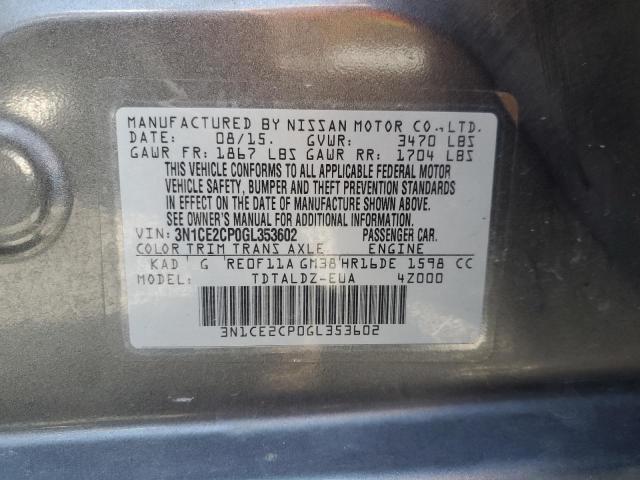 MANUFACTURED BY NISSAN MOTOR CO.,LTD.
DATE: 08/15. GVWR: 3470 LBS
GAWR FR: 1867 LBS GAWR RR: 1704 LBS
THIS VEHICLE CONFORMS TO ALL APPLICABLE FEDERAL MOTOR
VEHICLE SAFETY, BUMPER AND THEFT PREVENTION STANDARDS
IN EFFECT ON THE DATE OF MANUFACTURE SHOWN ABOVE.
SEE OWNER'S MANUAL FOR ADDITIONAL INFORMATION.
VIN: 3N1CE2CP0GL353602 PASSENGER CAR.
COLOR TRIM TRANS AXLE ENGINE
KAD G RE0F11A GM38 HR16DE 1598 CC
MODEL: TDTALDZ-EUA 4Z000
3N1CE2CP0GL353602